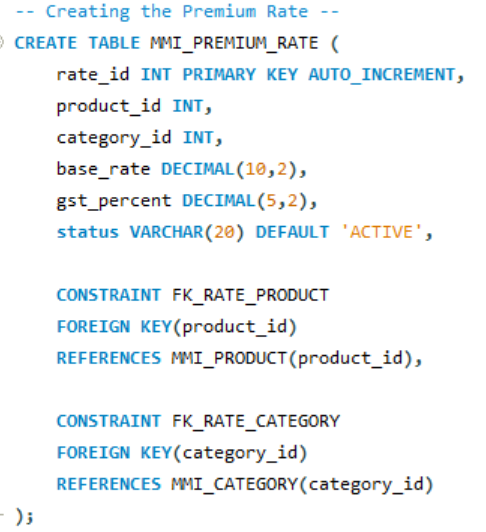 -- Creating the Premium Rate --
CREATE TABLE MMI_PREMIUM_RATE (
    rate_id INT PRIMARY KEY AUTO_INCREMENT,
    product_id INT,
    category_id INT,
    base_rate DECIMAL(10,2),
    gst_percent DECIMAL(5,2),
    status VARCHAR(20) DEFAULT 'ACTIVE',

    CONSTRAINT FK_RATE_PRODUCT
    FOREIGN KEY(product_id)
    REFERENCES MMI_PRODUCT(product_id),

    CONSTRAINT FK_RATE_CATEGORY
    FOREIGN KEY(category_id)
    REFERENCES MMI_CATEGORY(category_id)
);